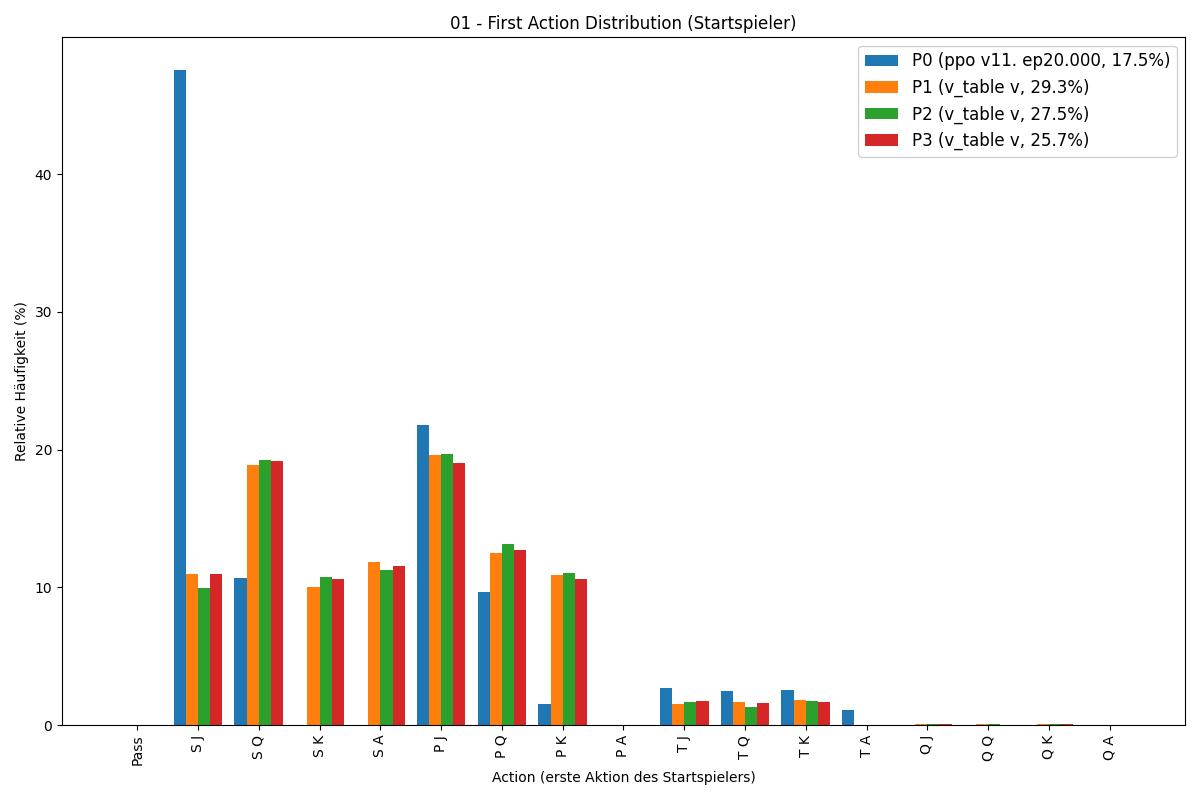 01 - First Action Distribution (Startspieler)
P0 (ppo v11. ep20.000, 17.5%)
P1 (v_table v, 29.3%)
P2 (v_table v, 27.5%)
P3 (v_table v, 25.7%)
Relative Häufigkeit (%)
40
30
20
10
0
Pass
S J
S Q
S K
S A
P J
P Q
P K
P A
T J
T Q
T K
T A
Q J
Q Q
Q K
Q A
Action (erste Aktion des Startspielers)